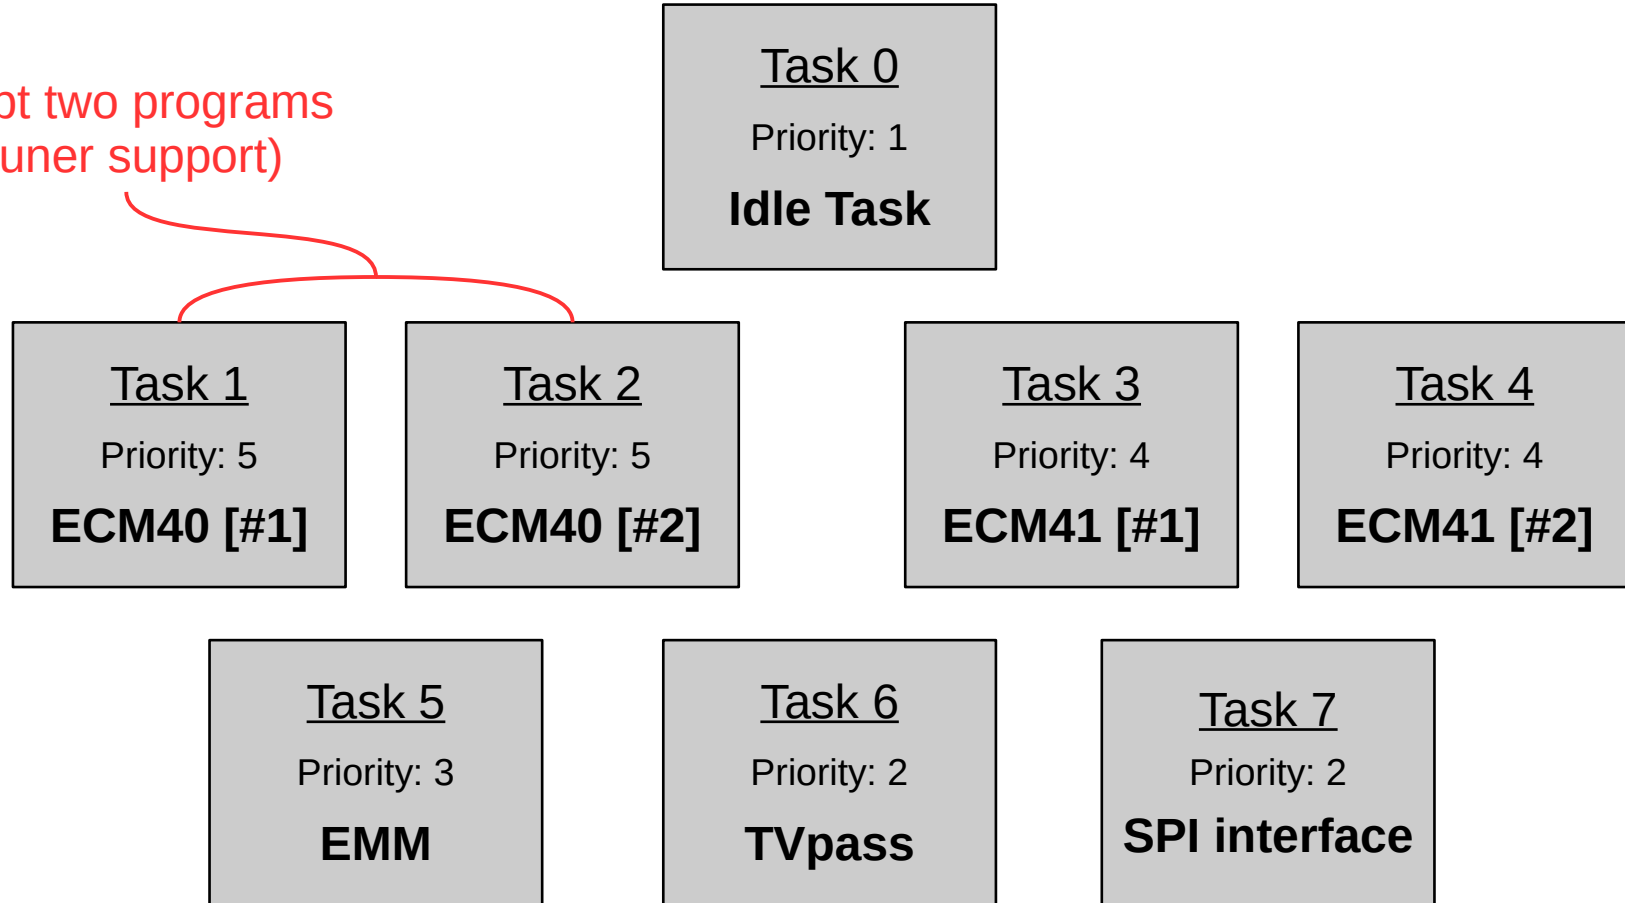 Task 0
Priority: 1
Idle Task
two programs
support)
Task 1
Priority: 5
ECM40 [#1]
Task 2
Priority: 5
ECM40 [#2]
Task 3
Priority: 4
ECM41 [#1]
Task 4
Priority: 4
ECM41 [#2]
Task 5
Priority: 3
EMM
Task 6
Priority: 2
TVpass
Task 7
Priority: 2
SPI interface